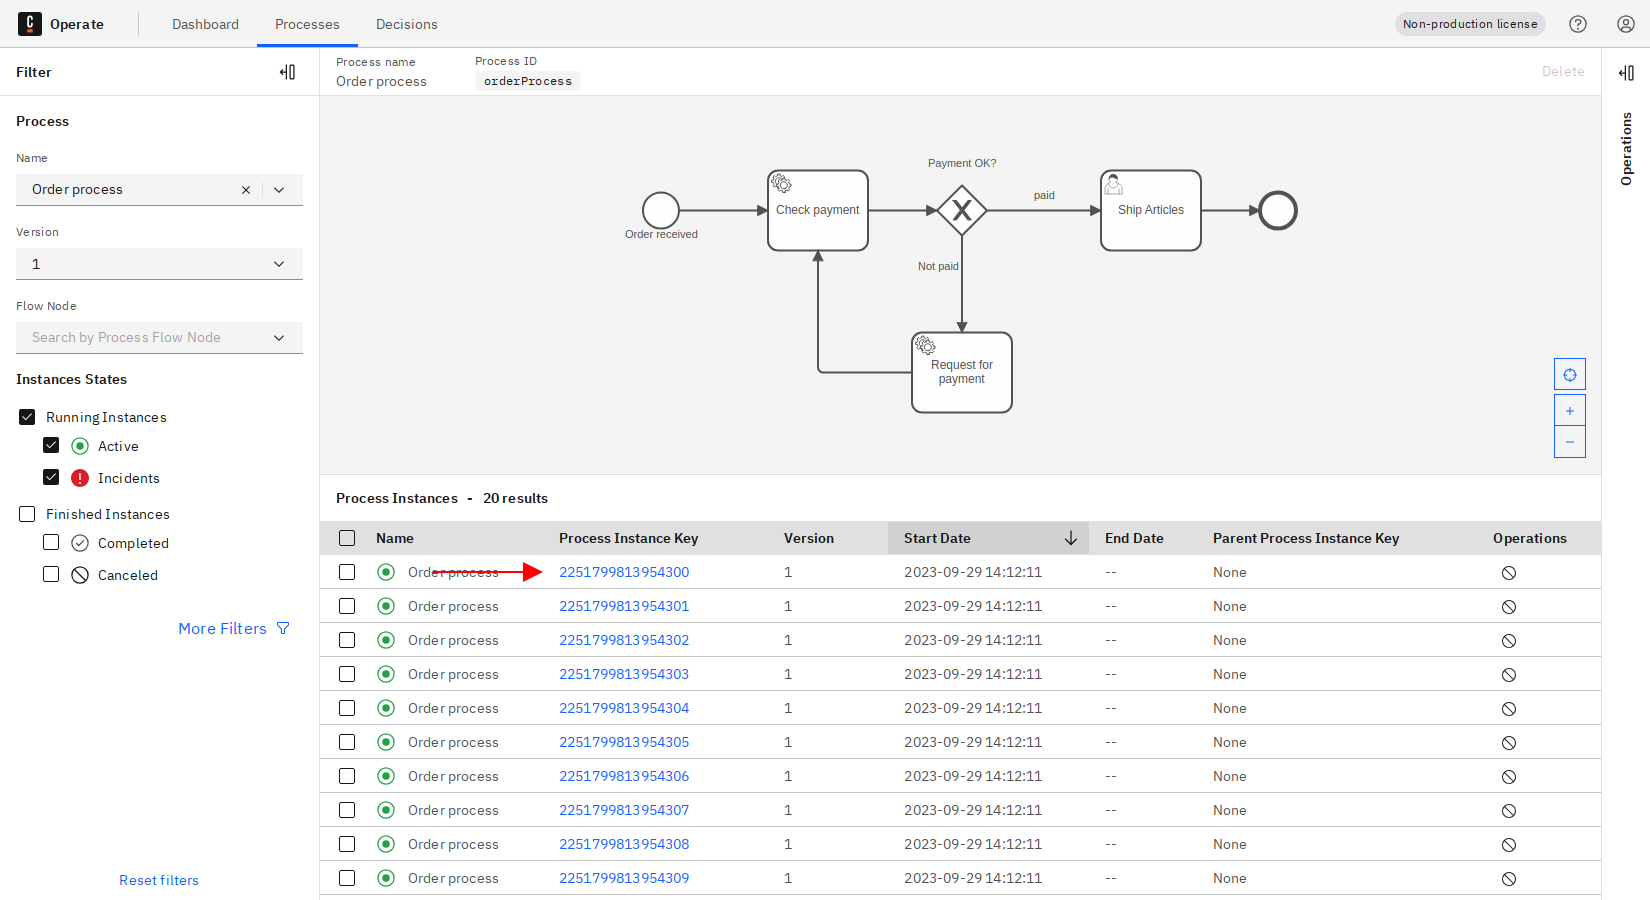 Operate Dashboard Processes Decisions Non-production license
Filter
Process
Name
Order process
Version
1
Flow Node
Search by Process Flow Node
Instances States
Running Instances
Active
Incidents
Finished Instances
Completed
Canceled
More Filters
Reset filters
Process name Process ID
Order process orderProcess
Delete
Operations
Payment OK?
paid
Check payment
Ship Articles
Order received
Not paid
Request for
payment
Process Instances - 20 results
Name Process Instance Key Version Start Date End Date Parent Process Instance Key Operations
Order process 2251799813954300 1 2023-09-29 14:12:11 -- None
Order process 2251799813954301 1 2023-09-29 14:12:11 -- None
Order process 2251799813954302 1 2023-09-29 14:12:11 -- None
Order process 2251799813954303 1 2023-09-29 14:12:11 -- None
Order process 2251799813954304 1 2023-09-29 14:12:11 -- None
Order process 2251799813954305 1 2023-09-29 14:12:11 -- None
Order process 2251799813954306 1 2023-09-29 14:12:11 -- None
Order process 2251799813954307 1 2023-09-29 14:12:11 -- None
Order process 2251799813954308 1 2023-09-29 14:12:11 -- None
Order process 2251799813954309 1 2023-09-29 14:12:11 -- None